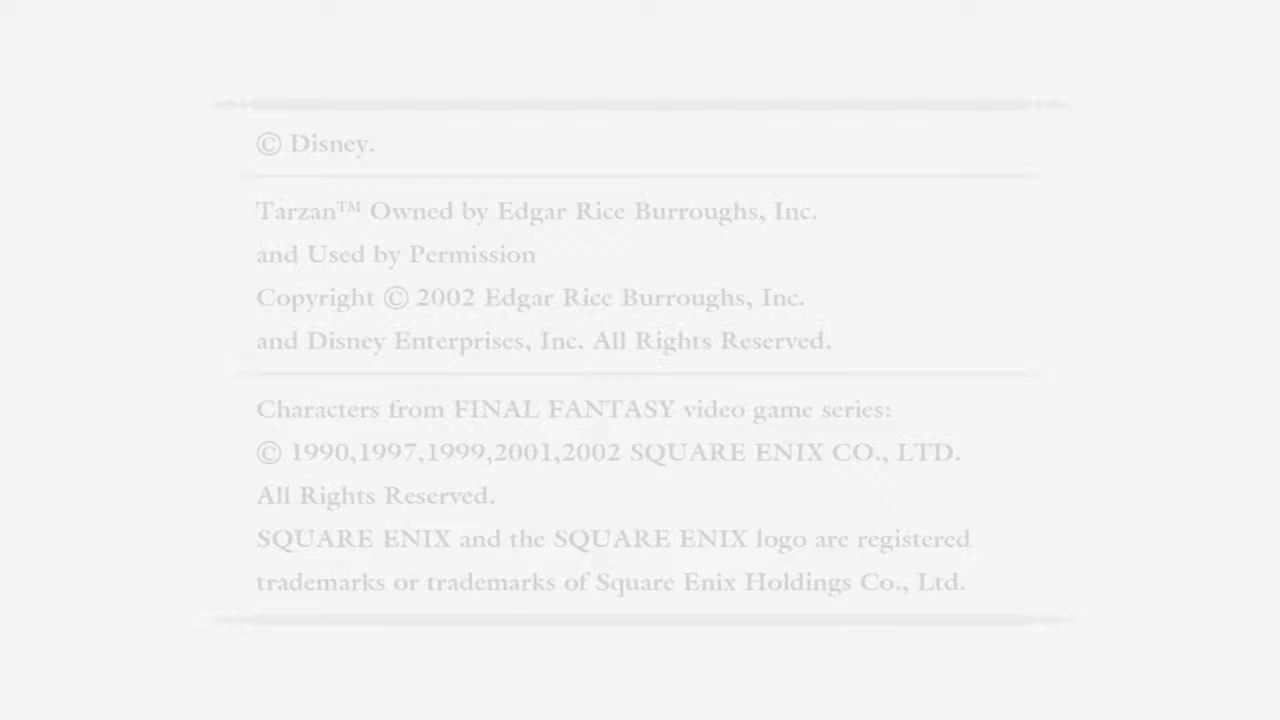 © Disney.
Tarzan™ Owned by Edgar Rice Burroughs, Inc.
and Used by Permission
Copyright © 2002 Edgar Rice Burroughs, Inc.
and Disney Enterprises, Inc. All Rights Reserved.
Characters from FINAL FANTASY video game series:
© 1990,1997,1999,2001,2002 SQUARE ENIX CO., LTD.
All Rights Reserved.
SQUARE ENIX and the SQUARE ENIX logo are registered
trademarks or trademarks of Square Enix Holdings Co., Ltd.